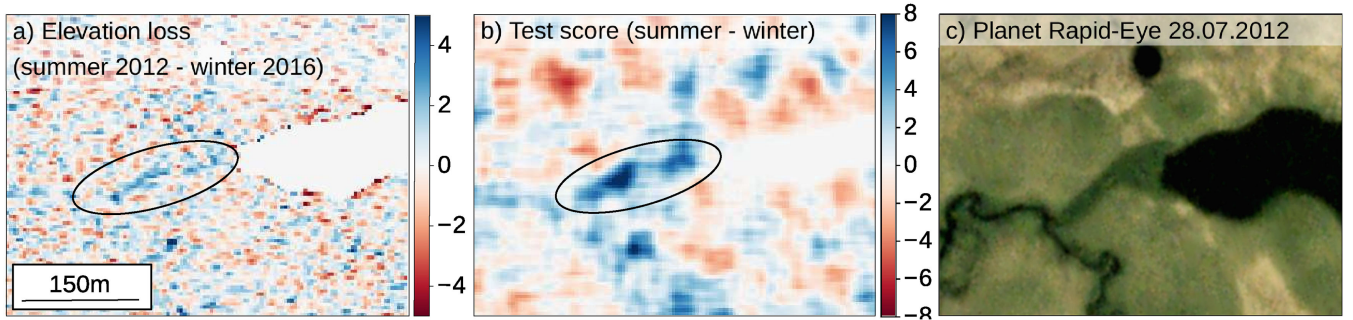 a) Elevation loss
(summer 2012 - winter 2016)
150m
4
2
0
−2
−4
b) Test score (summer - winter)
8
6
4
2
0
−2
−4
−6
−8
c) Planet Rapid-Eye 28.07.2012